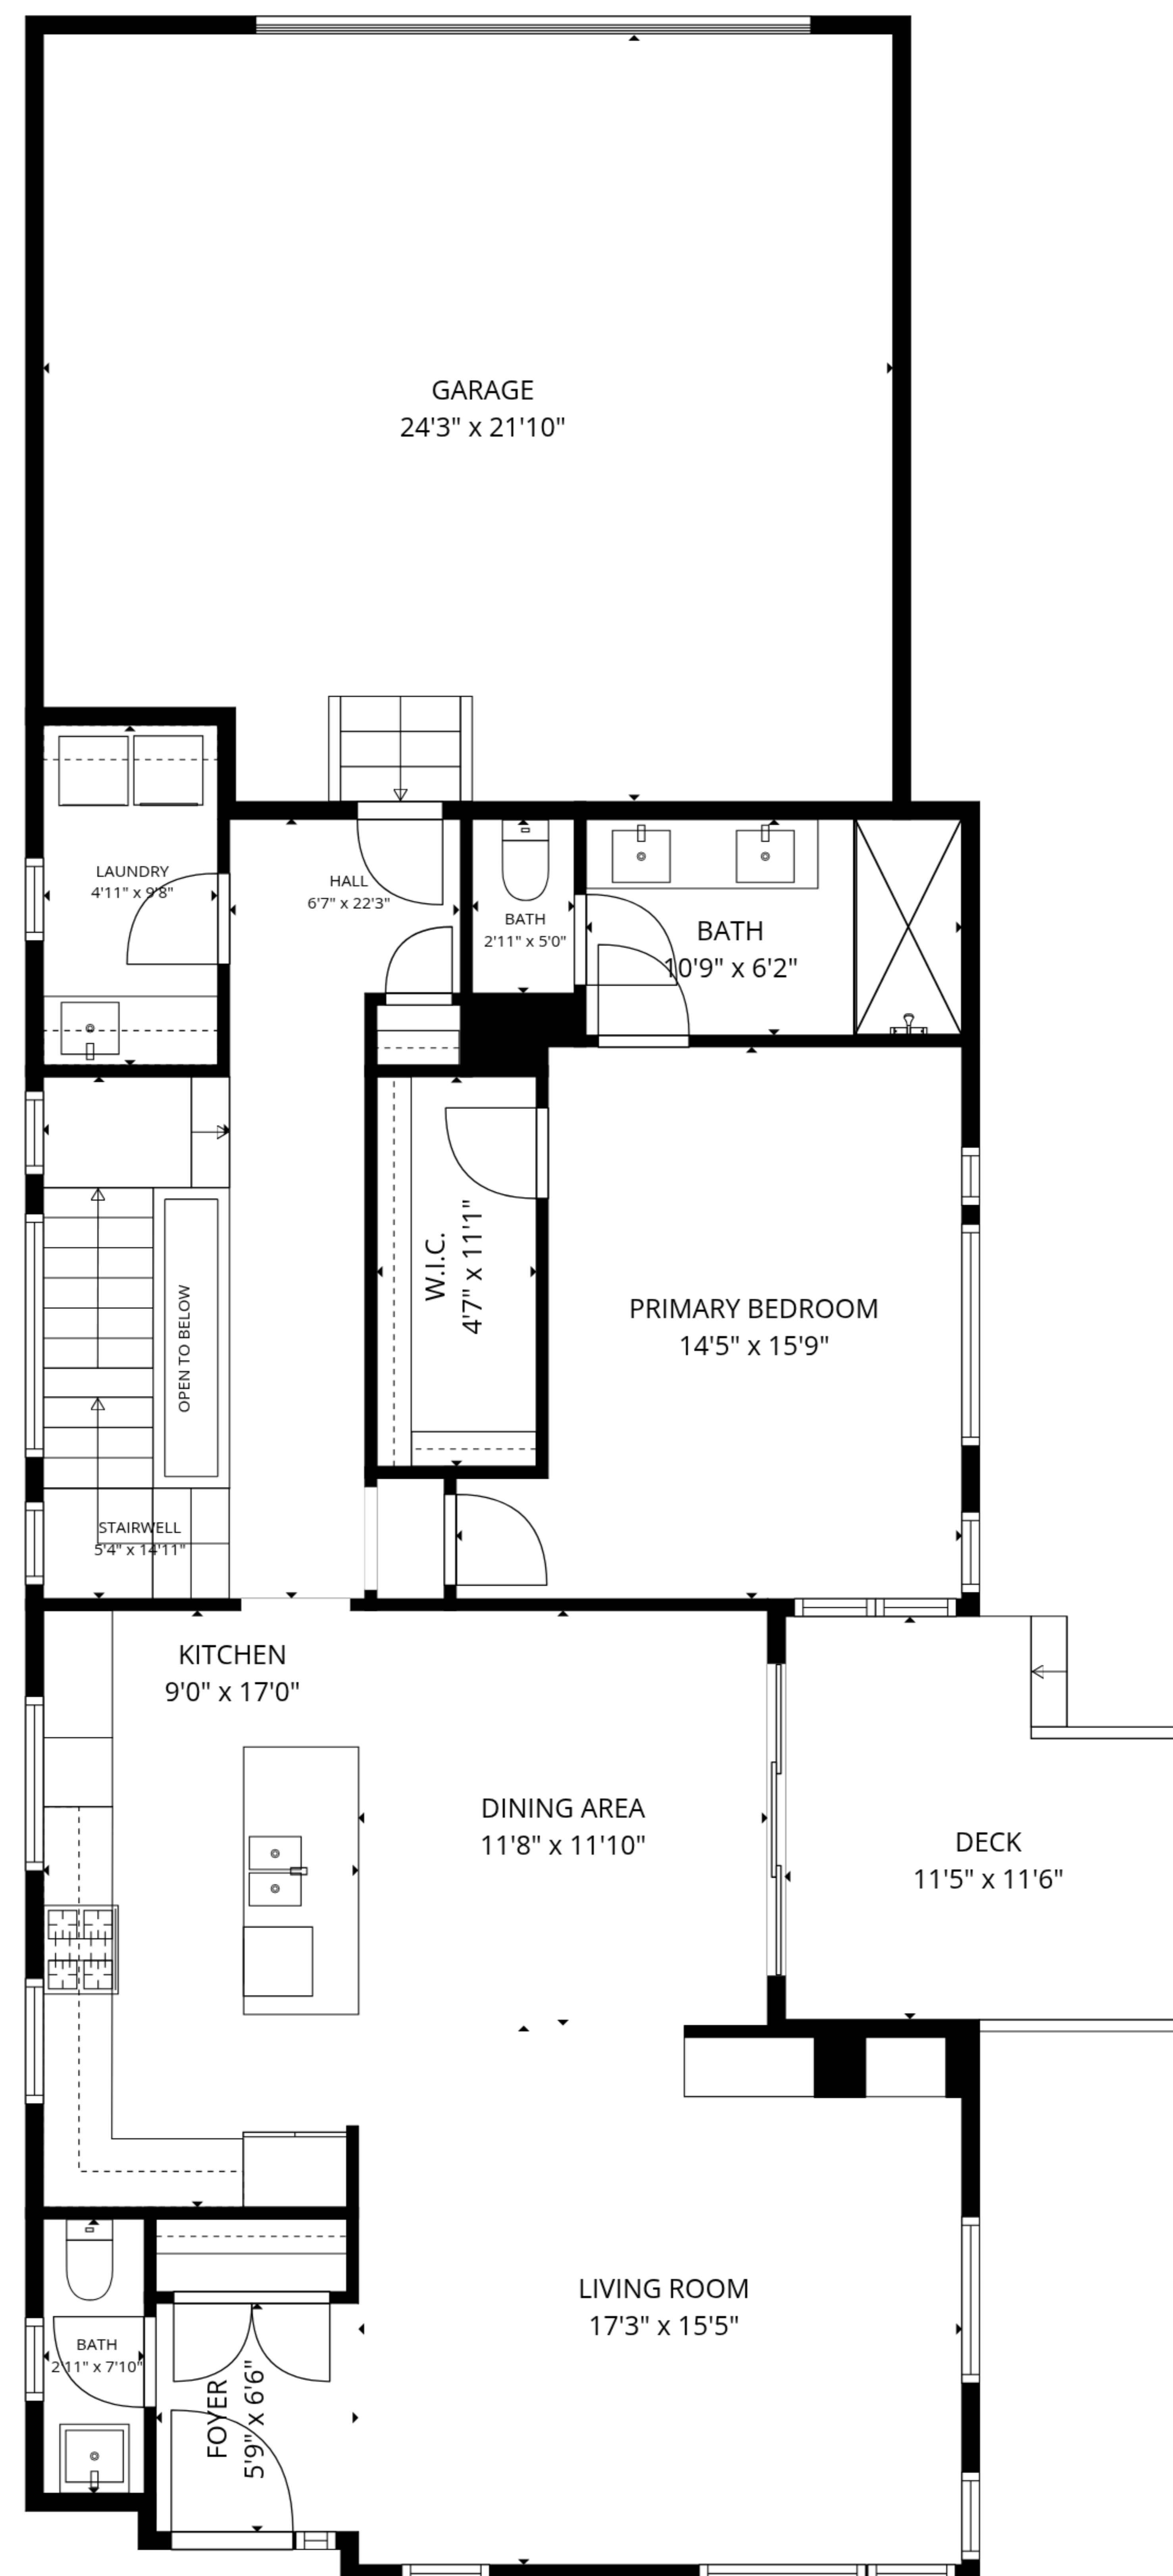 GARAGE
24'3" x 21'10"
LAUNDRY
4'11" x 9'8"
HALL
6'7" x 22'3"
BATH
2'11" x 5'0"
BATH
10'9" x 6'2"
W.I.C.
4'7" x 11'1"
PRIMARY BEDROOM
14'5" x 15'9"
OPEN TO BELOW
STAIRWELL
5'4" x 14'11"
KITCHEN
9'0" x 17'0"
DINING AREA
11'8" x 11'10"
DECK
11'5" x 11'6"
LIVING ROOM
17'3" x 15'5"
BATH
2'11" x 7'10"
FOYER
5'9" x 6'6"